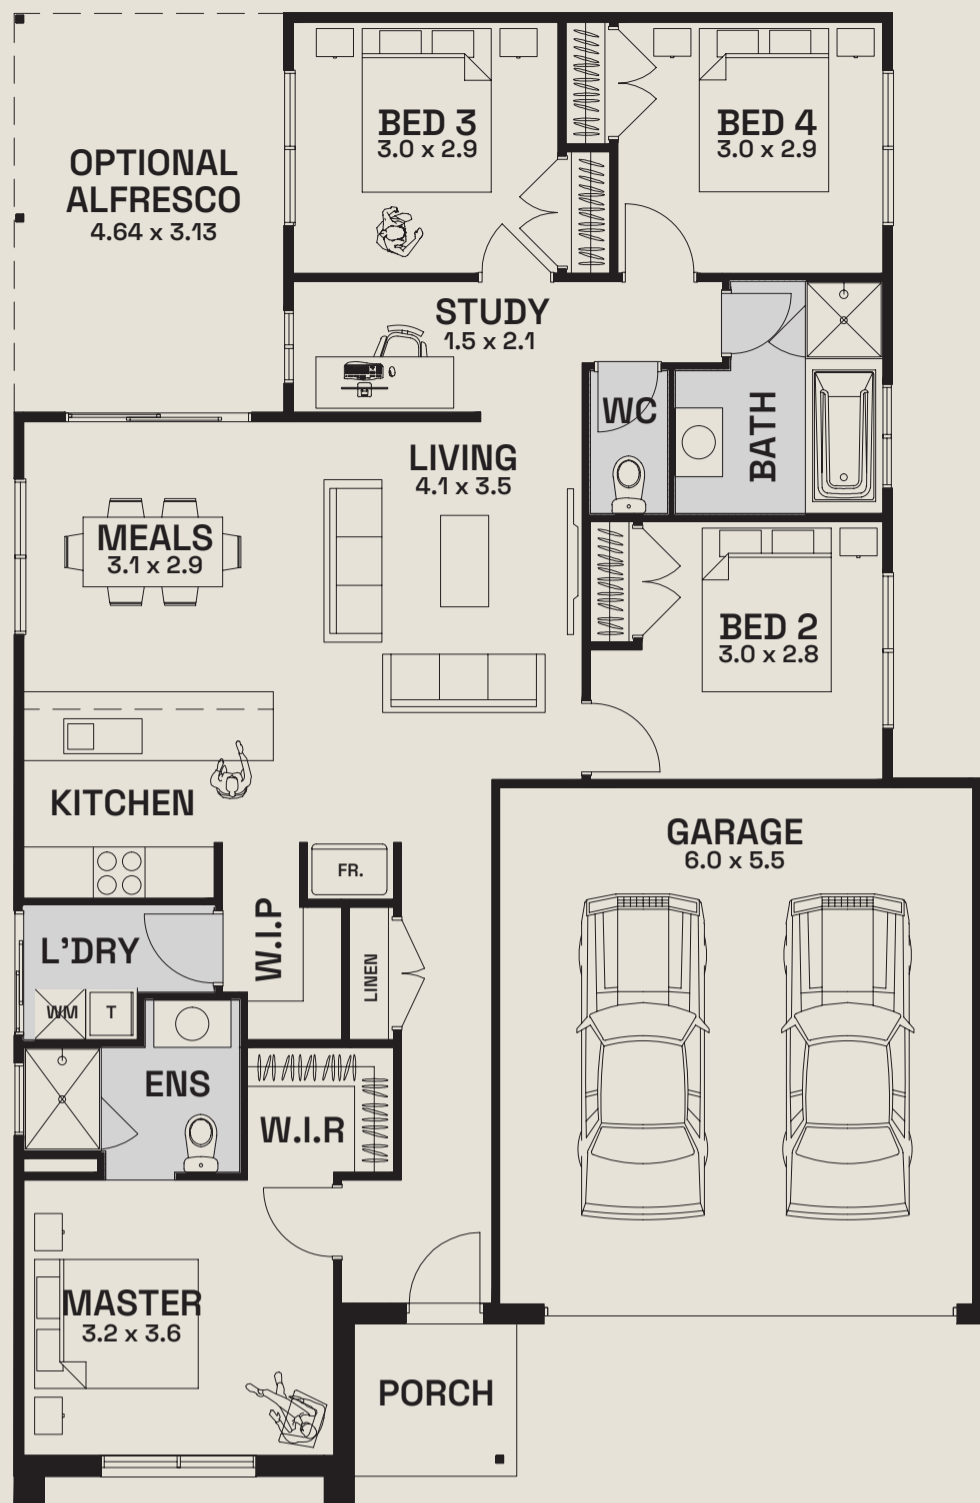 BED 3
3.0 x 2.9
BED 4
3.0 x 2.9
OPTIONAL
ALFRESCO
4.64 x 3.13
STUDY
1.5 x 2.1
WC
BATH
LIVING
4.1 x 3.5
MEALS
3.1 x 2.9
BED 2
3.0 x 2.8
KITCHEN
GARAGE
6.0 x 5.5
FR.
W.I.P
L'DRY
LINEN
WM
T
ENS
W.I.R
MASTER
3.2 x 3.6
PORCH